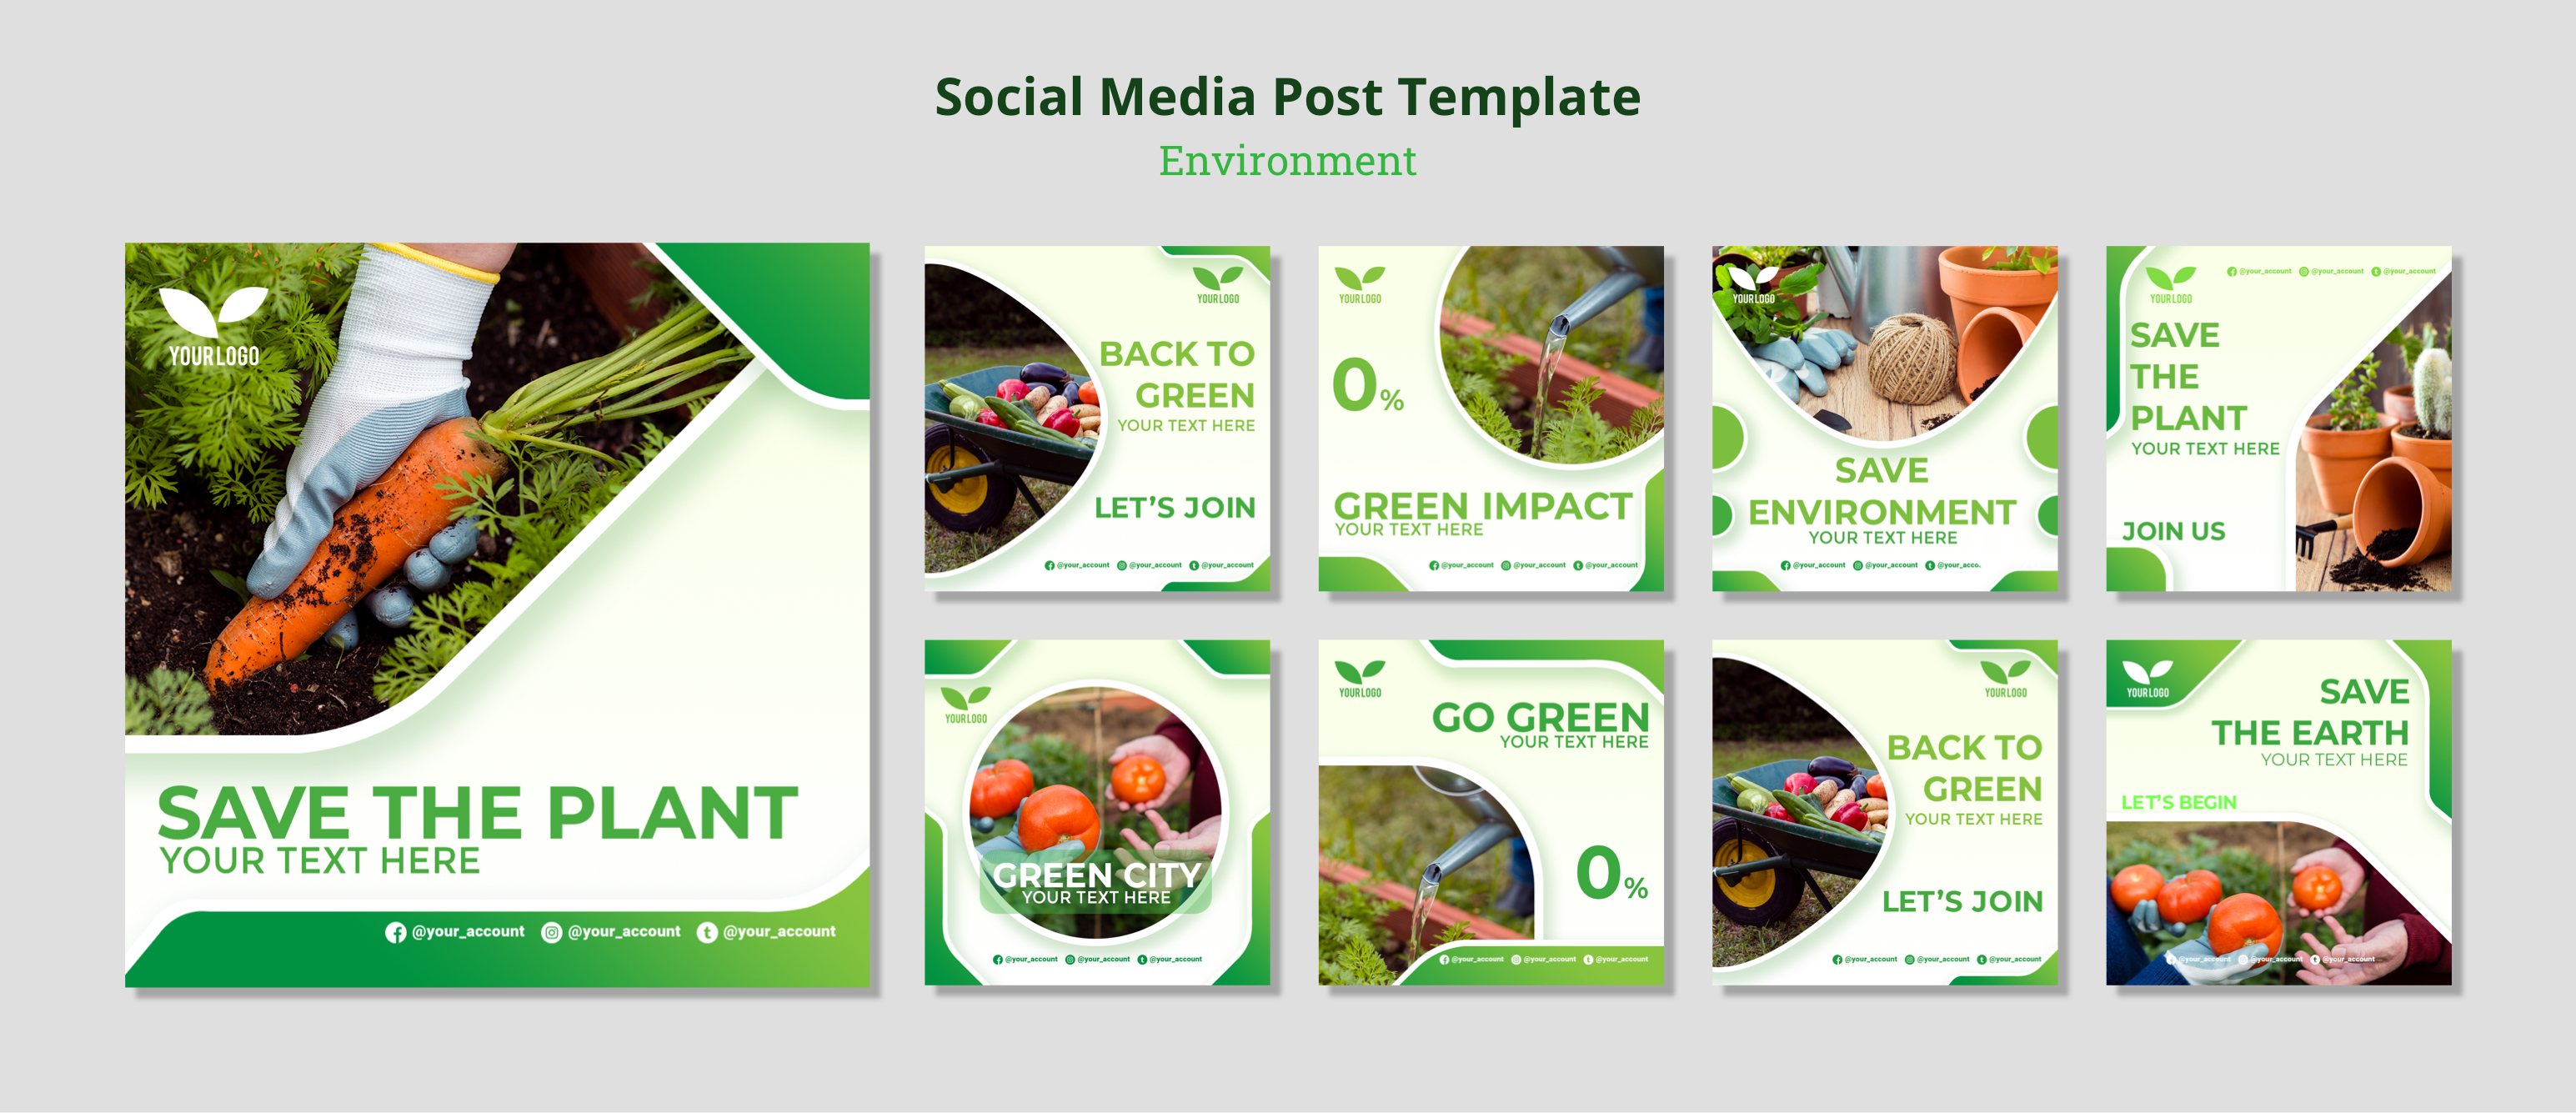 Social Media Post Template
Environment
YOUR LOGO
SAVE THE PLANT
YOUR TEXT HERE
@your_account @your_account @your_account
YOUR LOGO
BACK TO
GREEN
YOUR TEXT HERE
LET'S JOIN
@your_account @your_account @your_account
YOUR LOGO
0%
GREEN IMPACT
YOUR TEXT HERE
@your_account @your_account @your_account
YOUR LOGO
SAVE
ENVIRONMENT
YOUR TEXT HERE
@your_account @your_account @your_acco.
@your_account @your_account @your_account
YOUR LOGO
SAVE
THE
PLANT
YOUR TEXT HERE
JOIN US
YOUR LOGO
GREEN CITY
YOUR TEXT HERE
@your_account @your_account @your_account
YOUR LOGO
GO GREEN
YOUR TEXT HERE
0%
@your_account @your_account @your_account
YOUR LOGO
BACK TO
GREEN
YOUR TEXT HERE
LET'S JOIN
@your_account @your_account @your_account
YOUR LOGO
SAVE
THE EARTH
YOUR TEXT HERE
LET'S BEGIN
@your_account @your_account @your_account